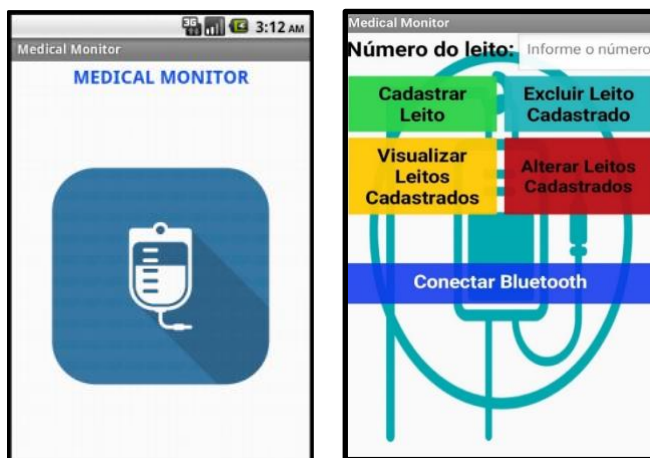 3G
3:12 AM
Medical Monitor
MEDICAL MONITOR
Medical Monitor
Número do leito: Informe o número
Cadastrar
Leito
Excluir Leito
Cadastrado
Visualizar
Leitos
Cadastrados
Alterar Leitos
Cadastrados
Conectar Bluetooth